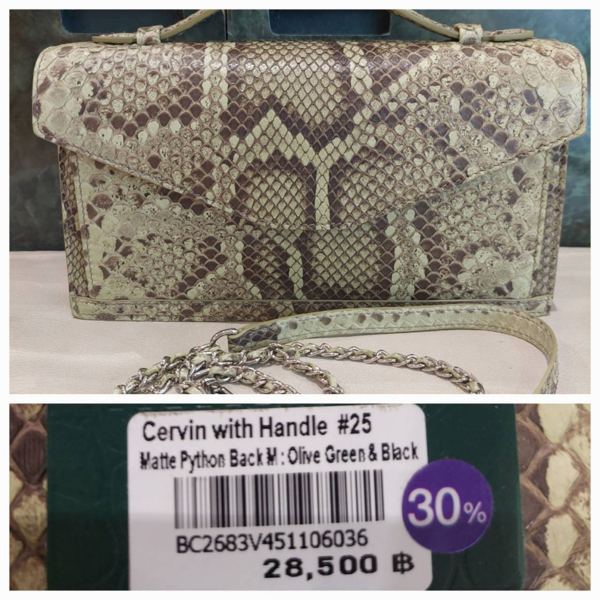 Cervin with Handle #25
Matte Python Back M : Olive Green & Black
30%
BC2683V451106036
28,500 ฿